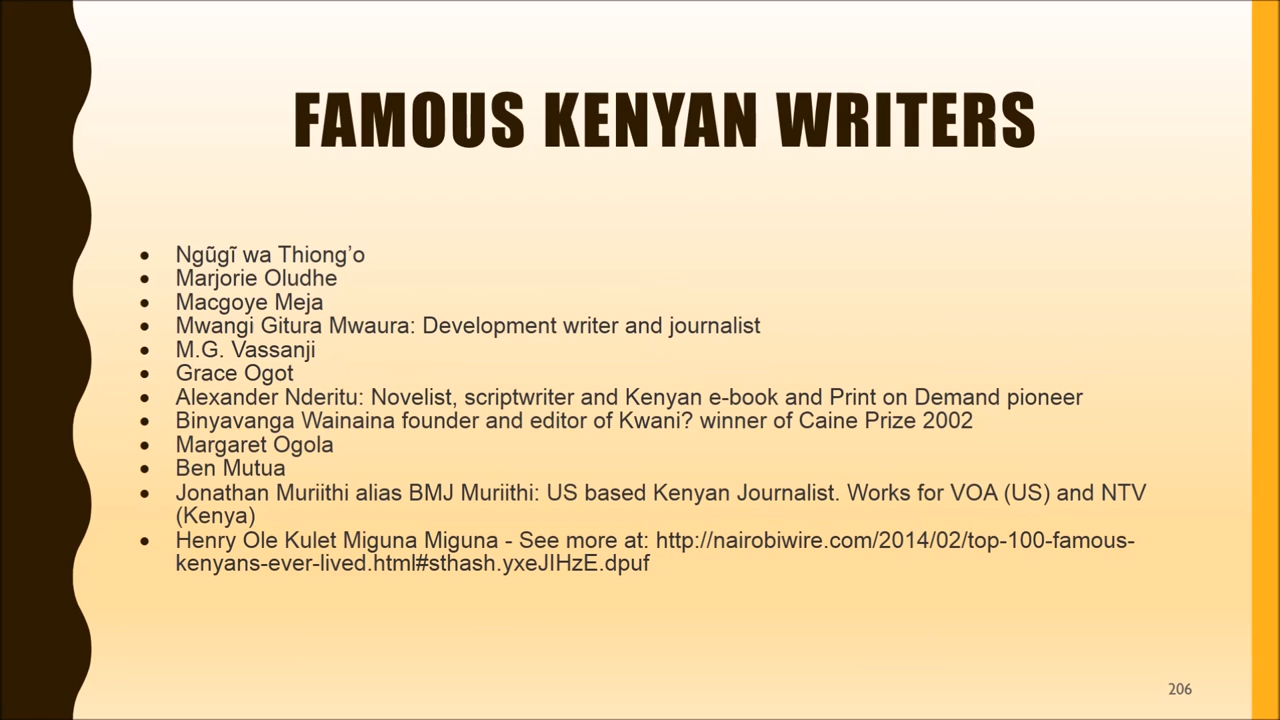 FAMOUS KENYAN WRITERS
• Ngũgĩ wa Thiong’o
• Marjorie Oludhe
• Macgoye Meja
• Mwangi Gitura Mwaura: Development writer and journalist
• M.G. Vassanji
• Grace Ogot
• Alexander Nderitu: Novelist, scriptwriter and Kenyan e-book and Print on Demand pioneer
• Binyavanga Wainaina founder and editor of Kwani? winner of Caine Prize 2002
• Margaret Ogola
• Ben Mutua
• Jonathan Muriithi alias BMJ Muriithi: US based Kenyan Journalist. Works for VOA (US) and NTV
(Kenya)
• Henry Ole Kulet Miguna Miguna - See more at: http://nairobiwire.com/2014/02/top-100-famous-
kenyans-ever-lived.html#sthash.yxeJIHzE.dpuf
206